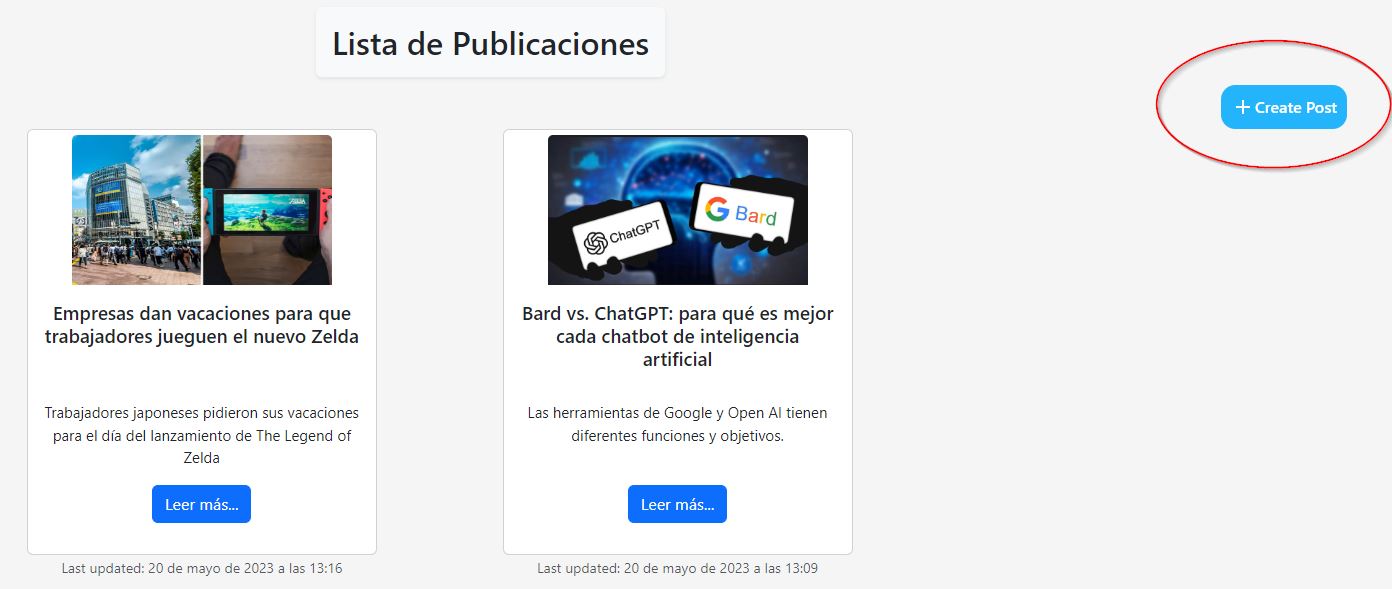 Lista de Publicaciones
+ Create Post
ZELDA
Empresas dan vacaciones para que
trabajadores jueguen el nuevo Zelda
Trabajadores japoneses pidieron sus vacaciones
para el día del lanzamiento de The Legend of
Zelda
Leer más...
Last updated: 20 de mayo de 2023 a las 13:16
ChatGPT
G Bard
Bard vs. ChatGPT: para qué es mejor
cada chatbot de inteligencia
artificial
Las herramientas de Google y Open AI tienen
diferentes funciones y objetivos.
Leer más...
Last updated: 20 de mayo de 2023 a las 13:09